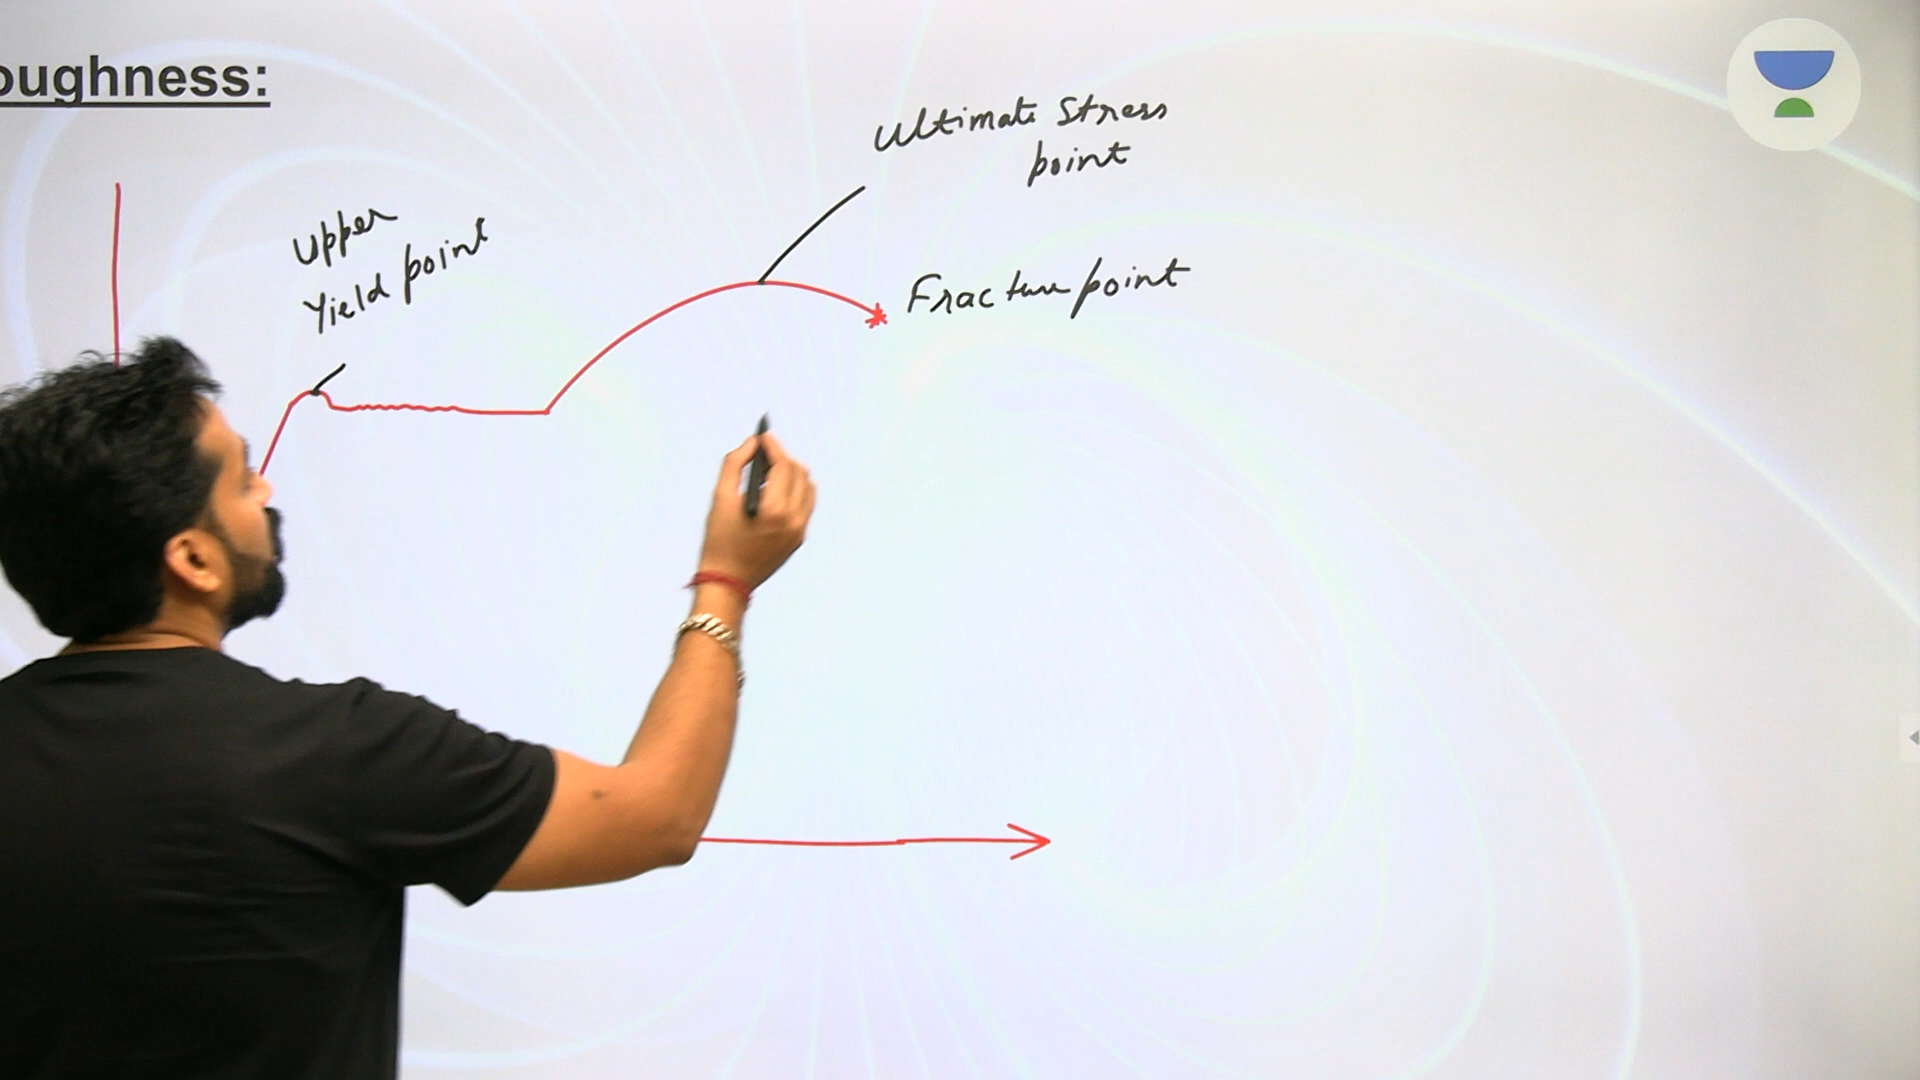 oughness:
Ultimate Stress
point
Upper
Yield point
Fracture point